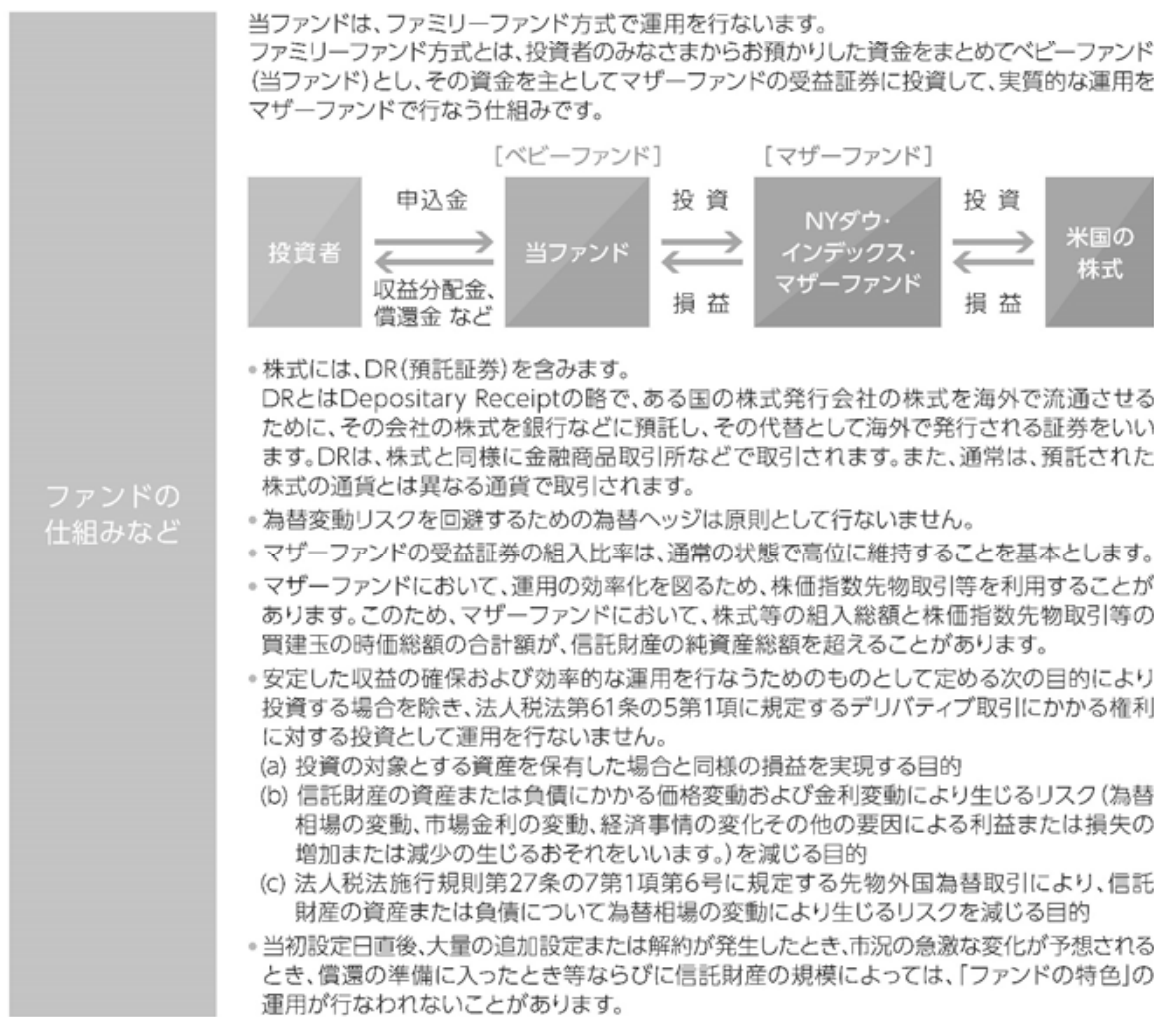 当ファンドは、ファミリーファンド方式で運用を行ないます。
ファミリーファンド方式とは、投資者のみなさまからお預かりした資金をまとめてベビーファンド
(当ファンド)とし、その資金を主としてマザーファンドの受益証券に投資して、実質的な運用を
マザーファンドで行なう仕組みです。
[ベビーファンド]
[マザーファンド]
投資者
申込金
収益分配金、
償還金 など
当ファンド
投 資
損 益
NYダウ・
インデックス・
マザーファンド
投 資
損 益
米国の
株式
ファンドの
仕組みなど
• 株式には、DR(預託証券)を含みます。
DRとはDepositary Receiptの略で、ある国の株式発行会社の株式を海外で流通させる
ために、その会社の株式を銀行などに預託し、その代替として海外で発行される証券をいい
ます。DRは、株式と同様に金融商品取引所などで取引されます。また、通常は、預託された
株式の通貨とは異なる通貨で取引されます。
• 為替変動リスクを回避するための為替ヘッジは原則として行ないません。
• マザーファンドの受益証券の組入比率は、通常の状態で高位に維持することを基本とします。
• マザーファンドにおいて、運用の効率化を図るため、株価指数先物取引等を利用することが
あります。このため、マザーファンドにおいて、株式等の組入総額と株価指数先物取引等の
買建玉の時価総額の合計額が、信託財産の純資産総額を超えることがあります。
• 安定した収益の確保および効率的な運用を行なうためのものとして定める次の目的により
投資する場合を除き、法人税法第61条の5第1項に規定するデリバティブ取引にかかる権利
に対する投資として運用を行ないません。
(a) 投資の対象とする資産を保有した場合と同様の損益を実現する目的
(b) 信託財産の資産または負債にかかる価格変動および金利変動により生じるリスク(為替
相場の変動、市場金利の変動、経済事情の変化その他の要因による利益または損失の
増加または減少の生じるおそれをいいます。)を減じる目的
(c) 法人税法施行規則第27条の7第1項第6号に規定する先物外国為替取引により、信託
財産の資産または負債について為替相場の変動により生じるリスクを減じる目的
• 当初設定日直後、大量の追加設定または解約が発生したとき、市況の急激な変化が予想される
とき、償還の準備に入ったとき等ならびに信託財産の規模によっては、「ファンドの特色」の
運用が行なわれないことがあります。